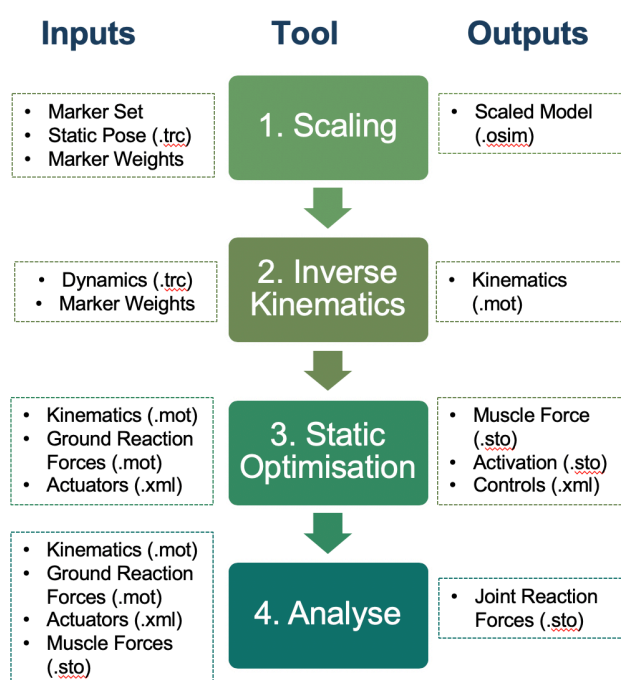 Inputs
Tool
Outputs
• Marker Set
• Static Pose (.trc)
• Marker Weights
1. Scaling
• Scaled Model
(.osim)
• Dynamics (.trc)
• Marker Weights
2. Inverse
Kinematics
• Kinematics
(.mot)
• Kinematics (.mot)
• Ground Reaction
Forces (.mot)
• Actuators (.xml)
3. Static
Optimisation
• Muscle Force
(.sto)
• Activation (.sto)
• Controls (.xml)
• Kinematics (.mot)
• Ground Reaction
Forces (.mot)
• Actuators (.xml)
• Muscle Forces
(.sto)
4. Analyse
• Joint Reaction
Forces (.sto)